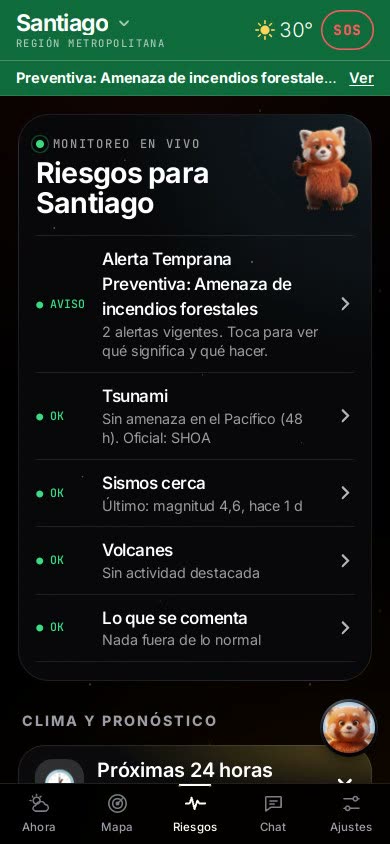 Santiago
REGIÓN METROPOLITANA
30°
SOS
Preventiva: Amenaza de incendios forestale...
Ver
MONITOREO EN VIVO
Riesgos para
Santiago
AVISO
Alerta Temprana
Preventiva: Amenaza de
incendios forestales
2 alertas vigentes. Toca para ver
qué significa y qué hacer.
OK
Tsunami
Sin amenaza en el Pacífico (48
h). Oficial: SHOA
OK
Sismos cerca
Último: magnitud 4,6, hace 1 d
OK
Volcanes
Sin actividad destacada
OK
Lo que se comenta
Nada fuera de lo normal
CLIMA Y PRONÓSTICO
Próximas 24 horas
Ahora
Mapa
Riesgos
Chat
Ajustes